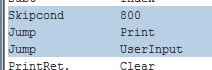 Skipcond 800
Jump Print
Jump UserInput
PrintRet. Clear